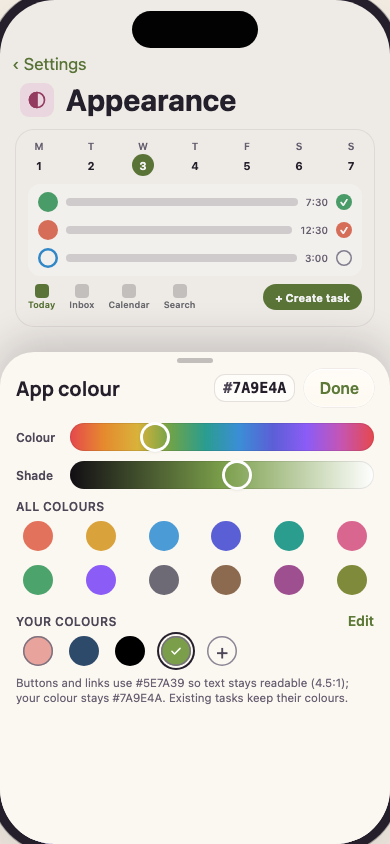 ‹ Settings
Appearance
M T W T F S S
1 2 3 4 5 6 7
7:30
12:30
3:00
Today Inbox Calendar Search
+ Create task
App colour
#7A9E4A
Done
Colour
Shade
ALL COLOURS
YOUR COLOURS
Edit
+
Buttons and links use #5E7A39 so text stays readable (4.5:1);
your colour stays #7A9E4A. Existing tasks keep their colours.